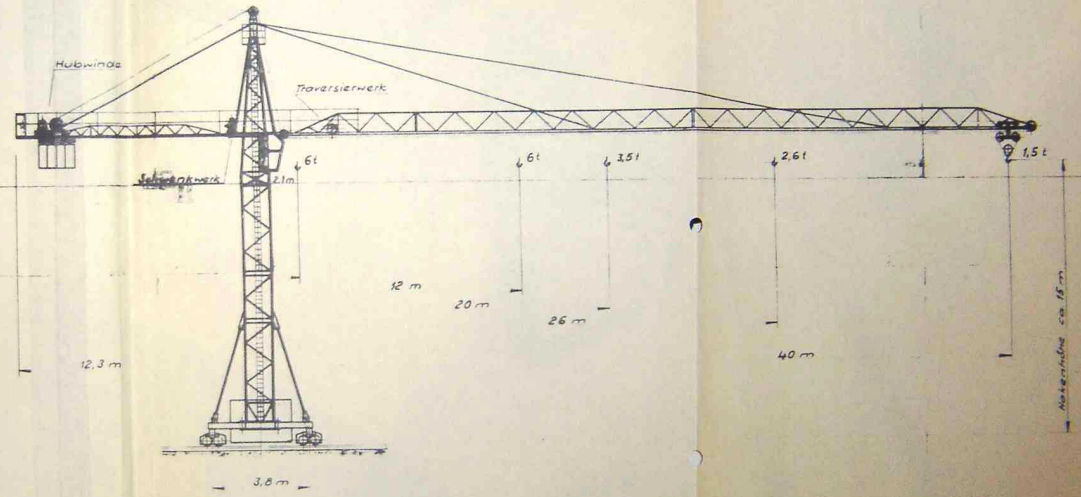 Hubwinde
Traversierwerk
6t
6t
3,5t
2,6t
1,5t
Schwenkwerk
2,1m
12 m
20 m
26 m
40 m
12,3 m
3,8 m
Hakenhöhe ca 15 m